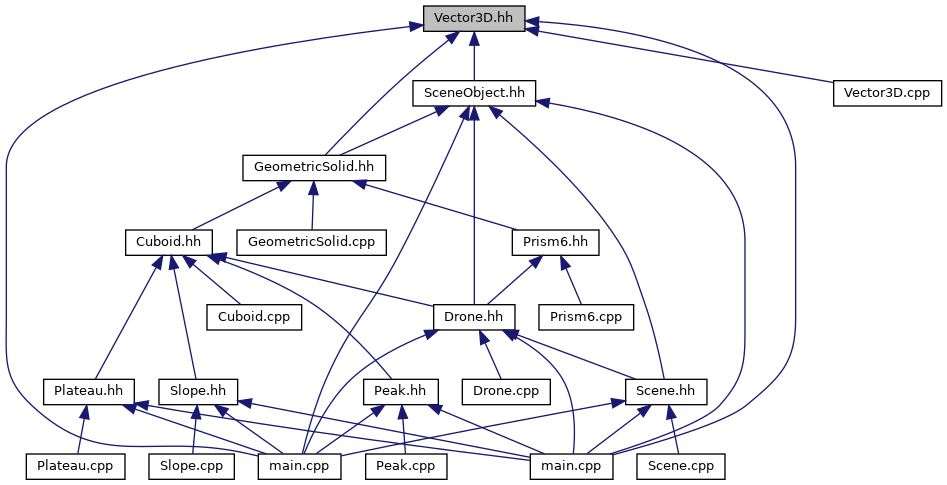 Vector3D.hh
SceneObject.hh
Vector3D.cpp
GeometricSolid.hh
Cuboid.hh
GeometricSolid.cpp
Prism6.hh
Cuboid.cpp
Drone.hh
Prism6.cpp
Plateau.hh
Slope.hh
Peak.hh
Drone.cpp
Scene.hh
Plateau.cpp
Slope.cpp
main.cpp
Peak.cpp
main.cpp
Scene.cpp